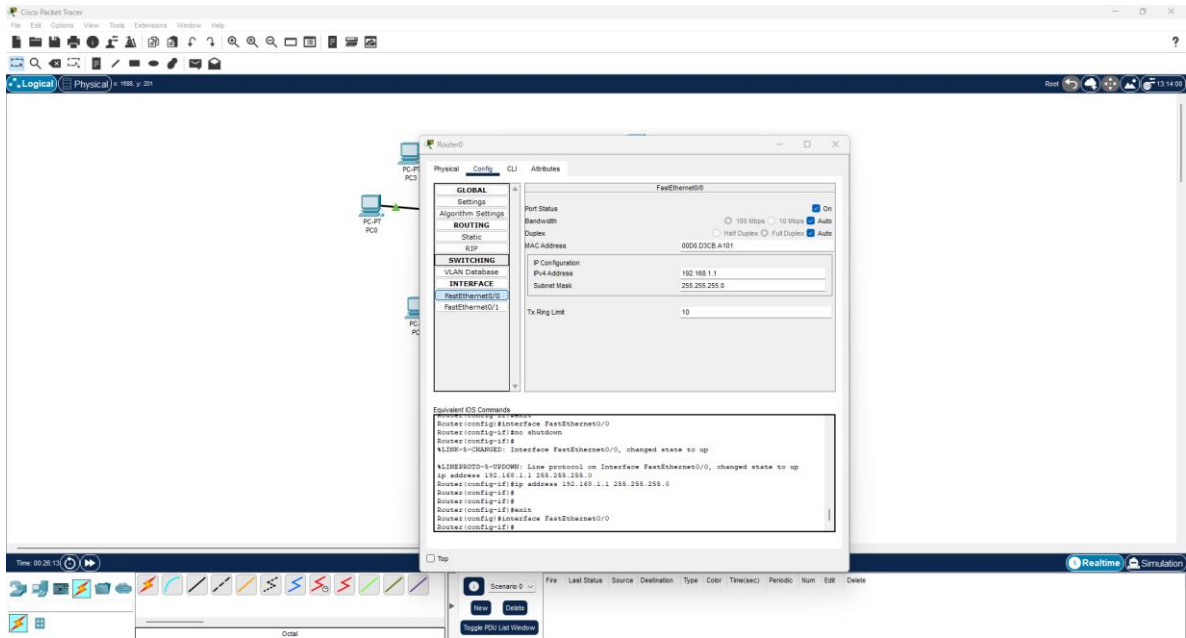 Cisco Packet Tracer
File Edit Options View Tools Extensions Window Help
?
Logical Physical x: 1688, y: 201
Root 13:14:00
PC-PT
PC3
PC-PT
PC0
PC-
PC
Router0
Physical Config CLI Attributes
GLOBAL
Settings
Algorithm Settings
ROUTING
Static
RIP
SWITCHING
VLAN Database
INTERFACE
FastEthernet0/0
FastEthernet0/1
FastEthernet0/0
Port Status On
Bandwidth 100 Mbps 10 Mbps Auto
Duplex Half Duplex Full Duplex Auto
MAC Address 00D0.D3CB.A101
IP Configuration
IPv4 Address 192.168.1.1
Subnet Mask 255.255.255.0
Tx Ring Limit 10
Equivalent IOS Commands
Router(config-if)#exit
Router(config)#interface FastEthernet0/0
Router(config-if)#no shutdown
Router(config-if)#
%LINK-5-CHANGED: Interface FastEthernet0/0, changed state to up
%LINEPROTO-5-UPDOWN: Line protocol on Interface FastEthernet0/0, changed state to up
ip address 192.168.1.1 255.255.255.0
Router(config-if)#ip address 192.168.1.1 255.255.255.0
Router(config-if)#
Router(config-if)#
Router(config-if)#exit
Router(config)#interface FastEthernet0/0
Router(config-if)#
Top
Time: 00:26:13
Realtime Simulation
Scenario 0
New Delete
Toggle PDU List Window
Fire Last Status Source Destination Type Color Time(sec) Periodic Num Edit Delete
Octal